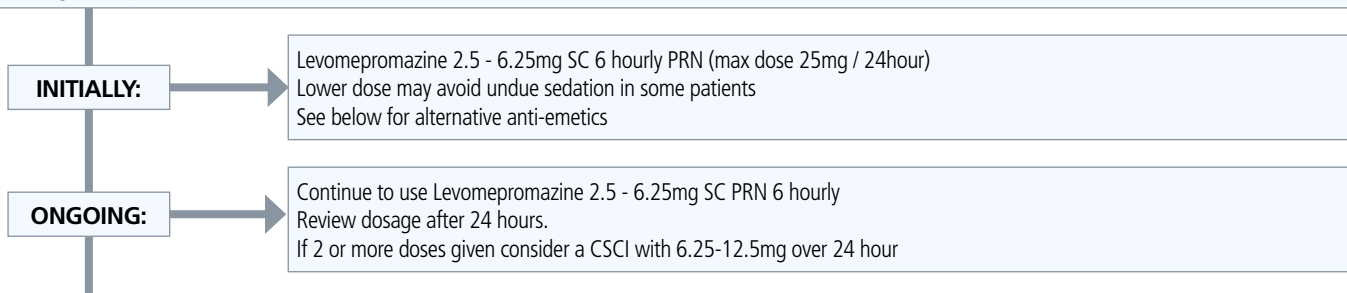 INITIALLY:
Levomepromazine 2.5 - 6.25mg SC 6 hourly PRN (max dose 25mg / 24hour)
Lower dose may avoid undue sedation in some patients
See below for alternative anti-emetics
ONGOING:
Continue to use Levomepromazine 2.5 - 6.25mg SC PRN 6 hourly
Review dosage after 24 hours.
If 2 or more doses given consider a CSCI with 6.25-12.5mg over 24 hour